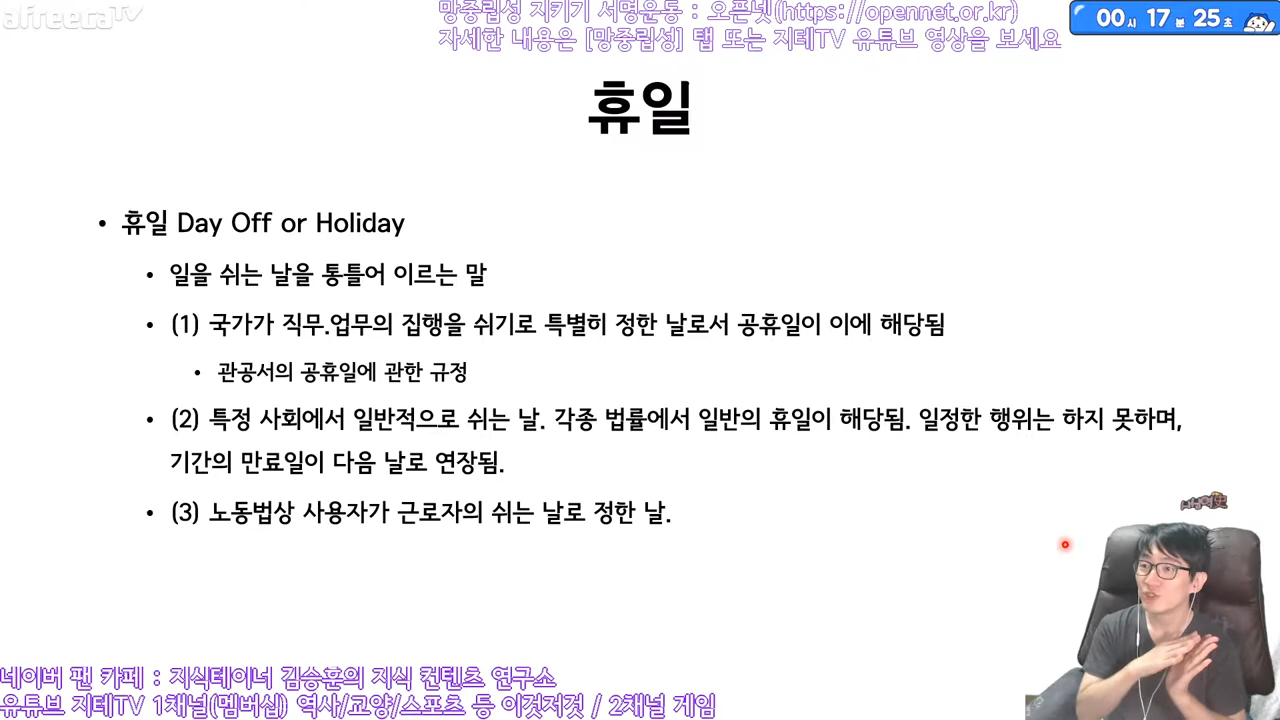 afreecaTV
망중립성 지키기 서명운동 : 오픈넷(https://opennet.or.kr)
자세한 내용은 [망중립성] 탭 또는 지테TV 유튜브 영상을 보세요
00시 17분 25초
휴일
• 휴일 Day Off or Holiday
• 일을 쉬는 날을 통틀어 이르는 말
• (1) 국가가 직무.업무의 집행을 쉬기로 특별히 정한 날로서 공휴일이 이에 해당됨
• 관공서의 공휴일에 관한 규정
• (2) 특정 사회에서 일반적으로 쉬는 날. 각종 법률에서 일반의 휴일이 해당됨. 일정한 행위는 하지 못하며,
기간의 만료일이 다음 날로 연장됨.
• (3) 노동법상 사용자가 근로자의 쉬는 날로 정한 날.
네이버 팬 카페 : 지식테이너 김승훈의 지식 컨텐츠 연구소
유튜브 지테TV 1채널(멤버십) 역사/교양/스포츠 등 이것저것 / 2채널 게임